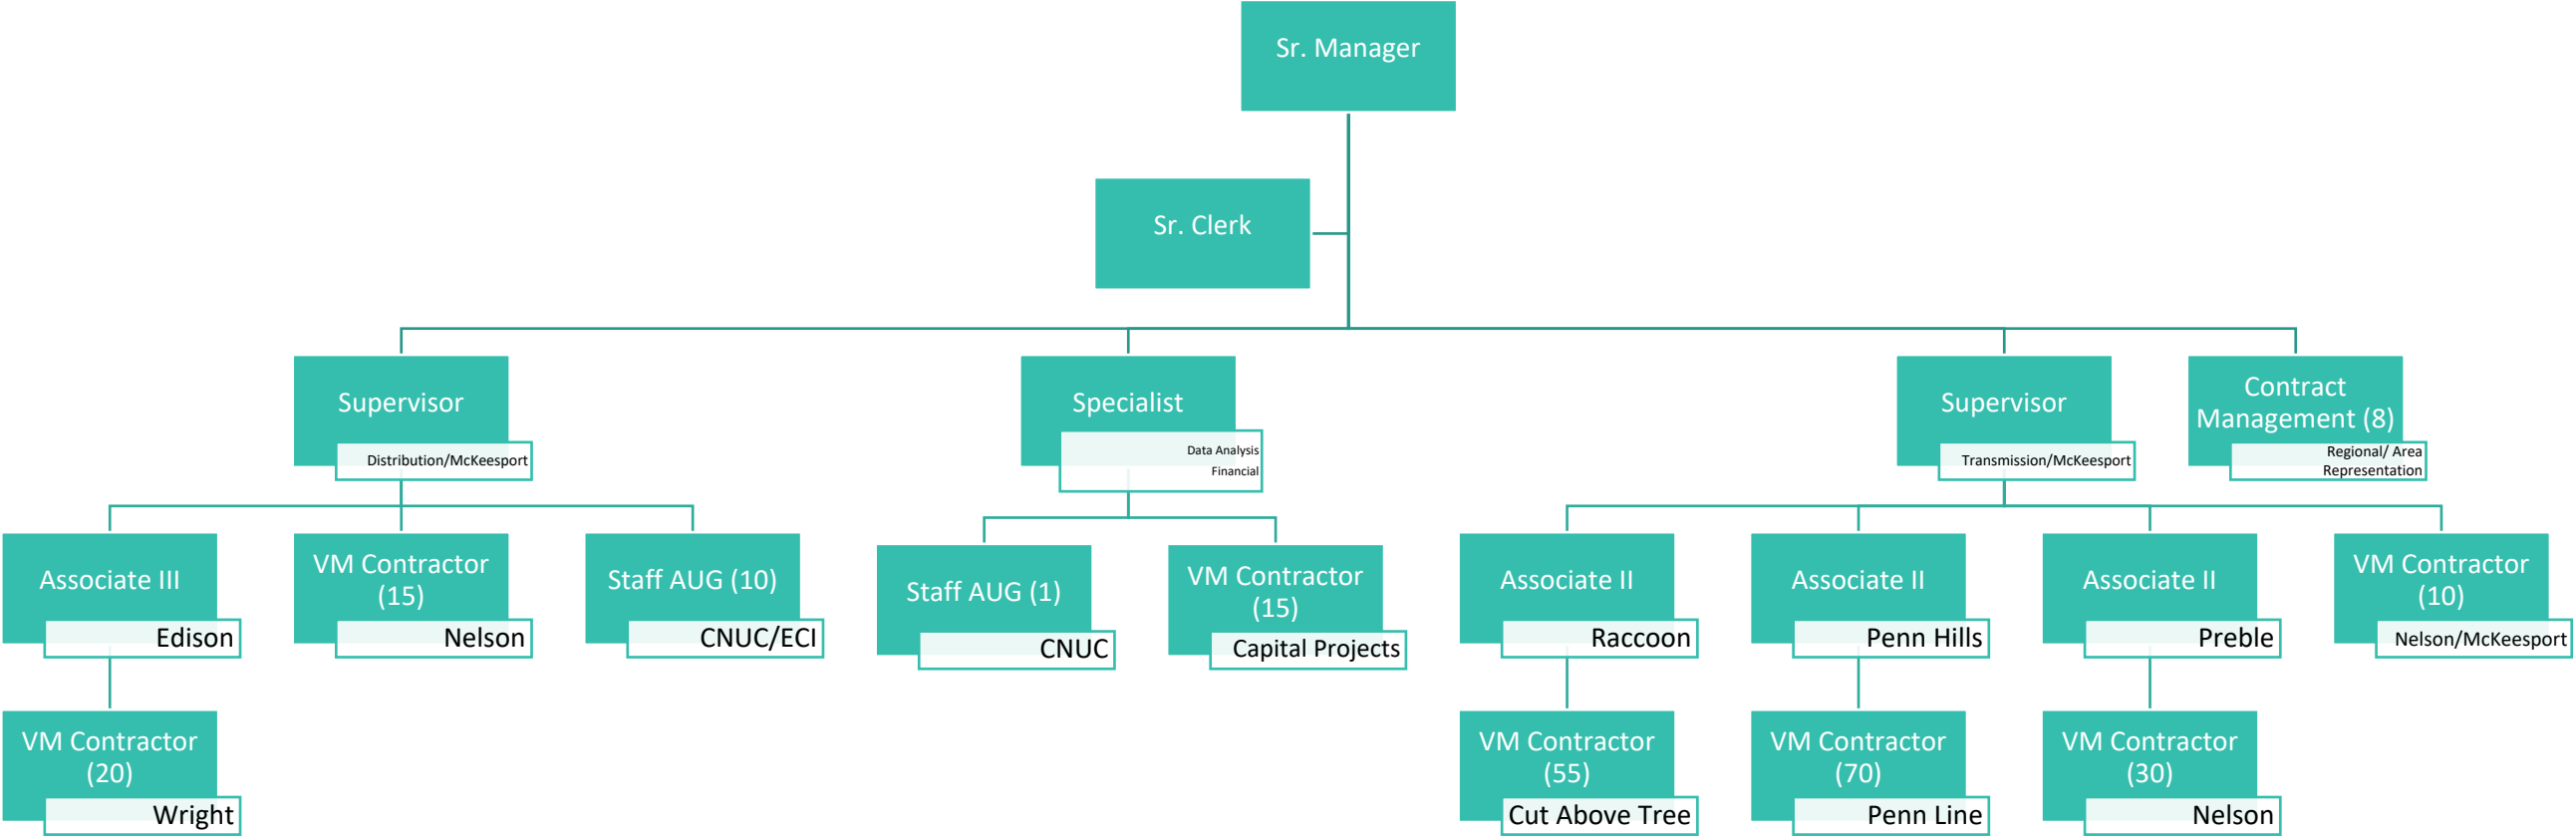 Sr. Manager
Sr. Clerk
Supervisor
Distribution/McKeesport
Specialist
Data Analysis
Financial
Supervisor
Transmission/McKeesport
Contract
Management (8)
Regional/ Area
Representation
Associate III
Edison
VM Contractor
(15)
Nelson
Staff AUG (10)
CNUC/ECI
Staff AUG (1)
CNUC
VM Contractor
(15)
Capital Projects
Associate II
Raccoon
Associate II
Penn Hills
Associate II
Preble
VM Contractor
(10)
Nelson/McKeesport
VM Contractor
(20)
Wright
VM Contractor
(55)
Cut Above Tree
VM Contractor
(70)
Penn Line
VM Contractor
(30)
Nelson